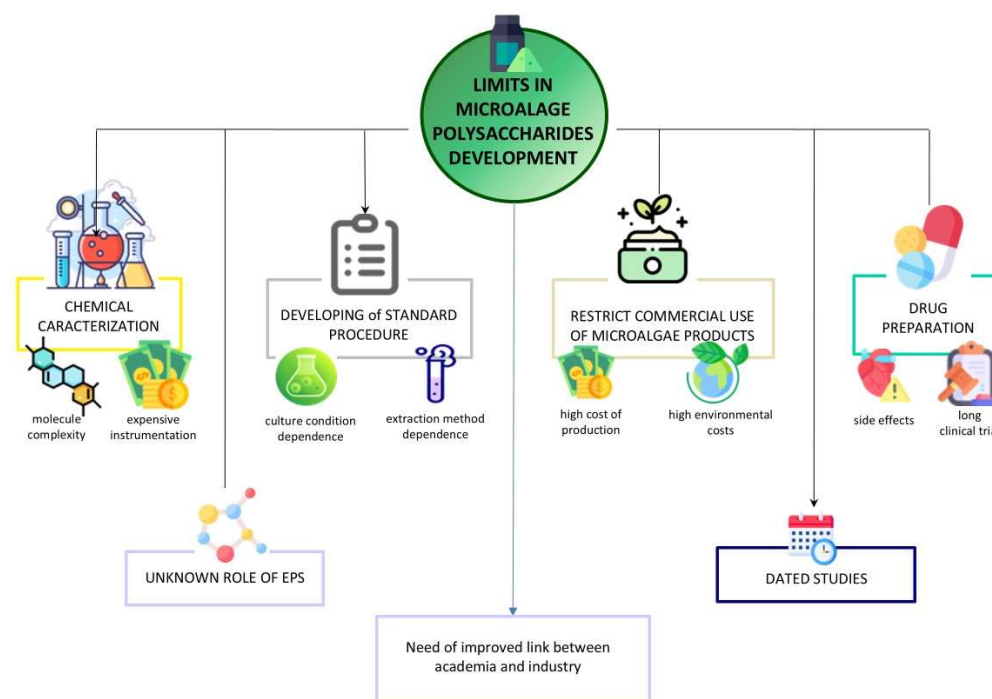 LIMITS IN
MICROALAGE
POLYSACCHARIDES
DEVELOPMENT
CHEMICAL
CARACTERIZATION
molecule
complexity
expensive
instrumentation
DEVELOPING of STANDARD
PROCEDURE
culture condition
dependence
extraction method
dependence
RESTRICT COMMERCIAL USE
OF MICROALGAE PRODUCTS
high cost of
production
high environmental
costs
DRUG
PREPARATION
side effects
long
clinical tria
UNKNOWN ROLE OF EPS
DATED STUDIES
Need of improved link between
academia and industry